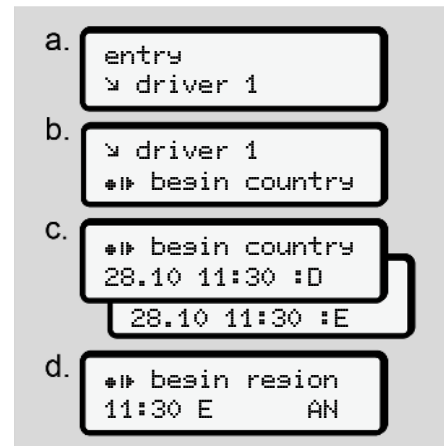 a.
entry
↘ driver 1
b.
↘ driver 1
●I▶ begin country
c.
●I▶ begin country
28.10 11:30 :D
28.10 11:30 :E
d.
●I▶ begin region
11:30 E AN